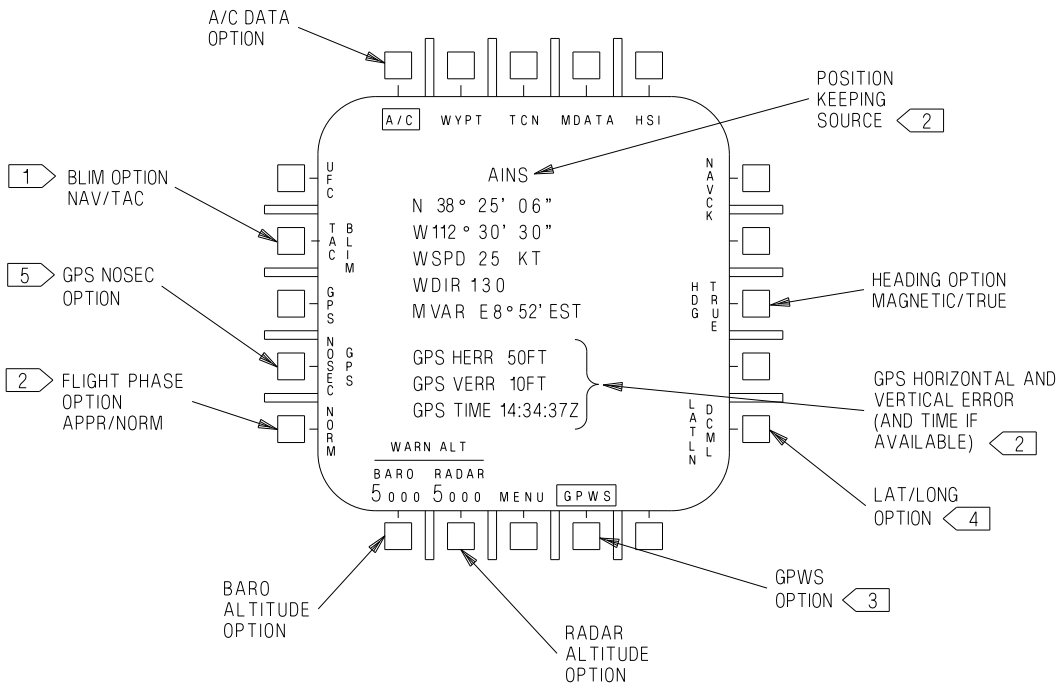 A/C DATA
OPTION
POSITION
KEEPING
SOURCE 2
A/C WYPT TCN MDATA HSI
1 BLIM OPTION
NAV/TAC
5 GPS NOSEC
OPTION
2 FLIGHT PHASE
OPTION
APPR/NORM
UFC
TAC
BLIM
GPS
NOSEC
GPS
NORM
AINS
N 38° 25' 06"
W112° 30' 30"
WSPD 25 KT
WDIR 130
MVAR E8°52' EST
GPS HERR 50FT
GPS VERR 10FT
GPS TIME 14:34:37Z
NAVCK
HDG
TRUE
LATLN
DCML
HEADING OPTION
MAGNETIC/TRUE
GPS HORIZONTAL AND
VERTICAL ERROR
(AND TIME IF
AVAILABLE) 2
LAT/LONG
OPTION 4
WARN ALT
BARO RADAR
5000 5000 MENU GPWS
BARO
ALTITUDE
OPTION
RADAR
ALTITUDE
OPTION
GPWS
OPTION 3